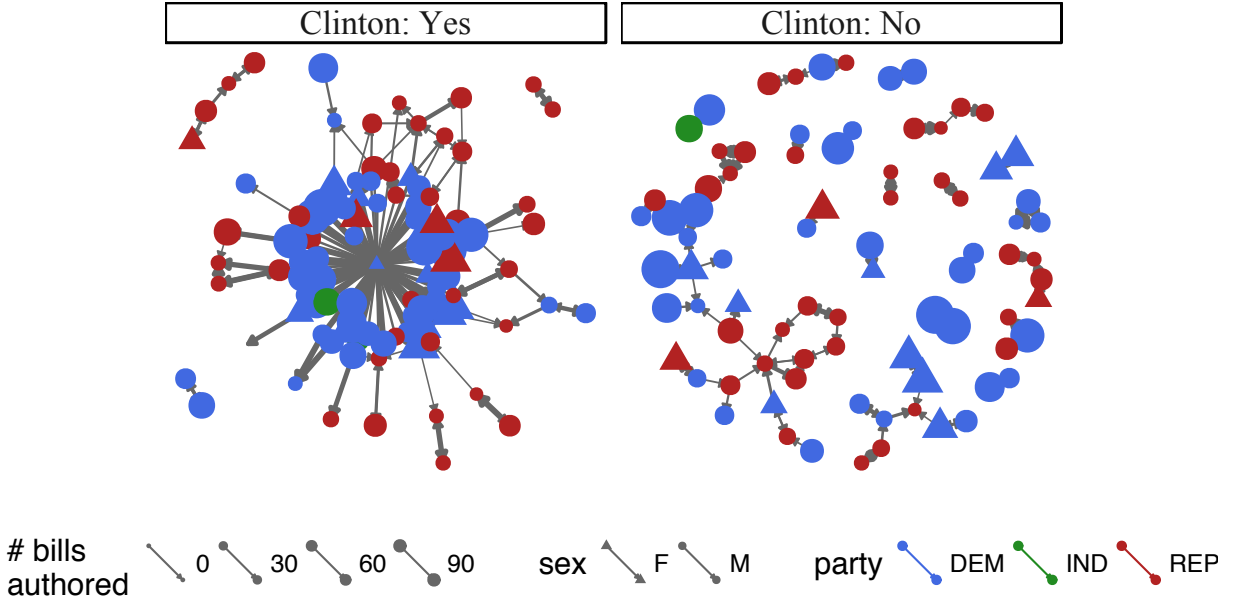 Clinton: Yes
Clinton: No
# bills authored
0
30
60
90
sex
F
M
party
DEM
IND
REP